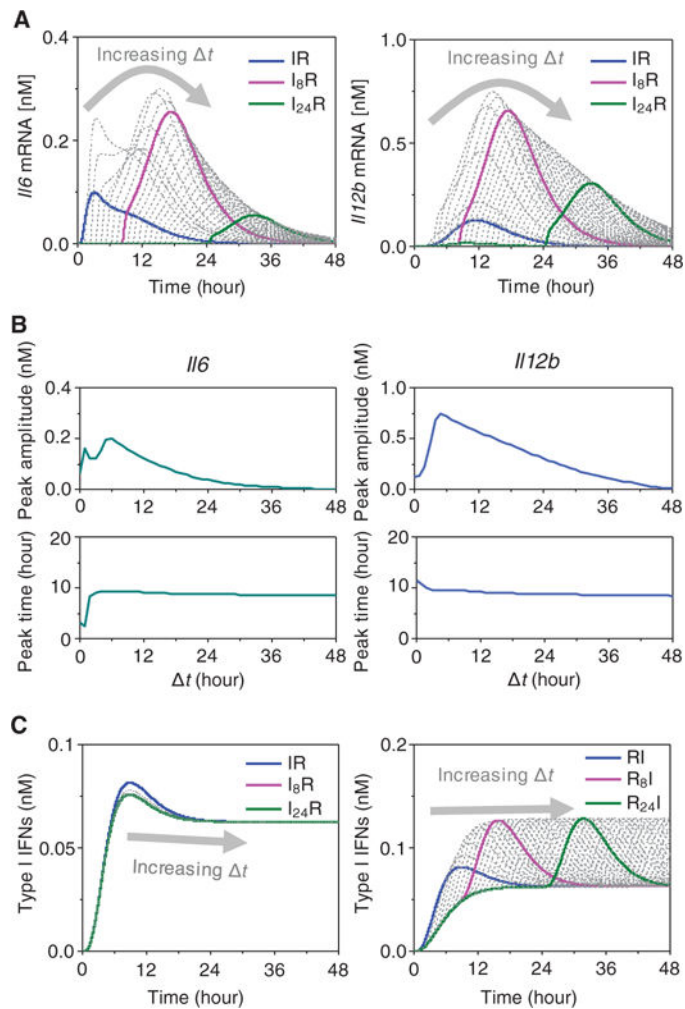 A
Increasing Δt
IR
I8R
I24R
Il6 mRNA [nM]
0.4
0.2
0.0
0 12 24 36 48
Time (hour)
Increasing Δt
IR
I8R
I24R
Il12b mRNA [nM]
1.0
0.5
0.0
0 12 24 36 48
Time (hour)
B
Il6
Peak amplitude (nM)
0.4
0.2
0.0
0 12 24 36 48
Peak time (hour)
20
10
0
0 12 24 36 48
Δt (hour)
Il12b
Peak amplitude (nM)
1.0
0.5
0.0
0 12 24 36 48
Peak time (hour)
20
10
0
0 12 24 36 48
Δt (hour)
C
Type I IFNs (nM)
0.1
0.05
0.0
IR
I8R
I24R
Increasing Δt
0 12 24 36 48
Time (hour)
Type I IFNs (nM)
0.2
0.1
0.0
Increasing Δt
RI
R8I
R24I
0 12 24 36 48
Time (hour)